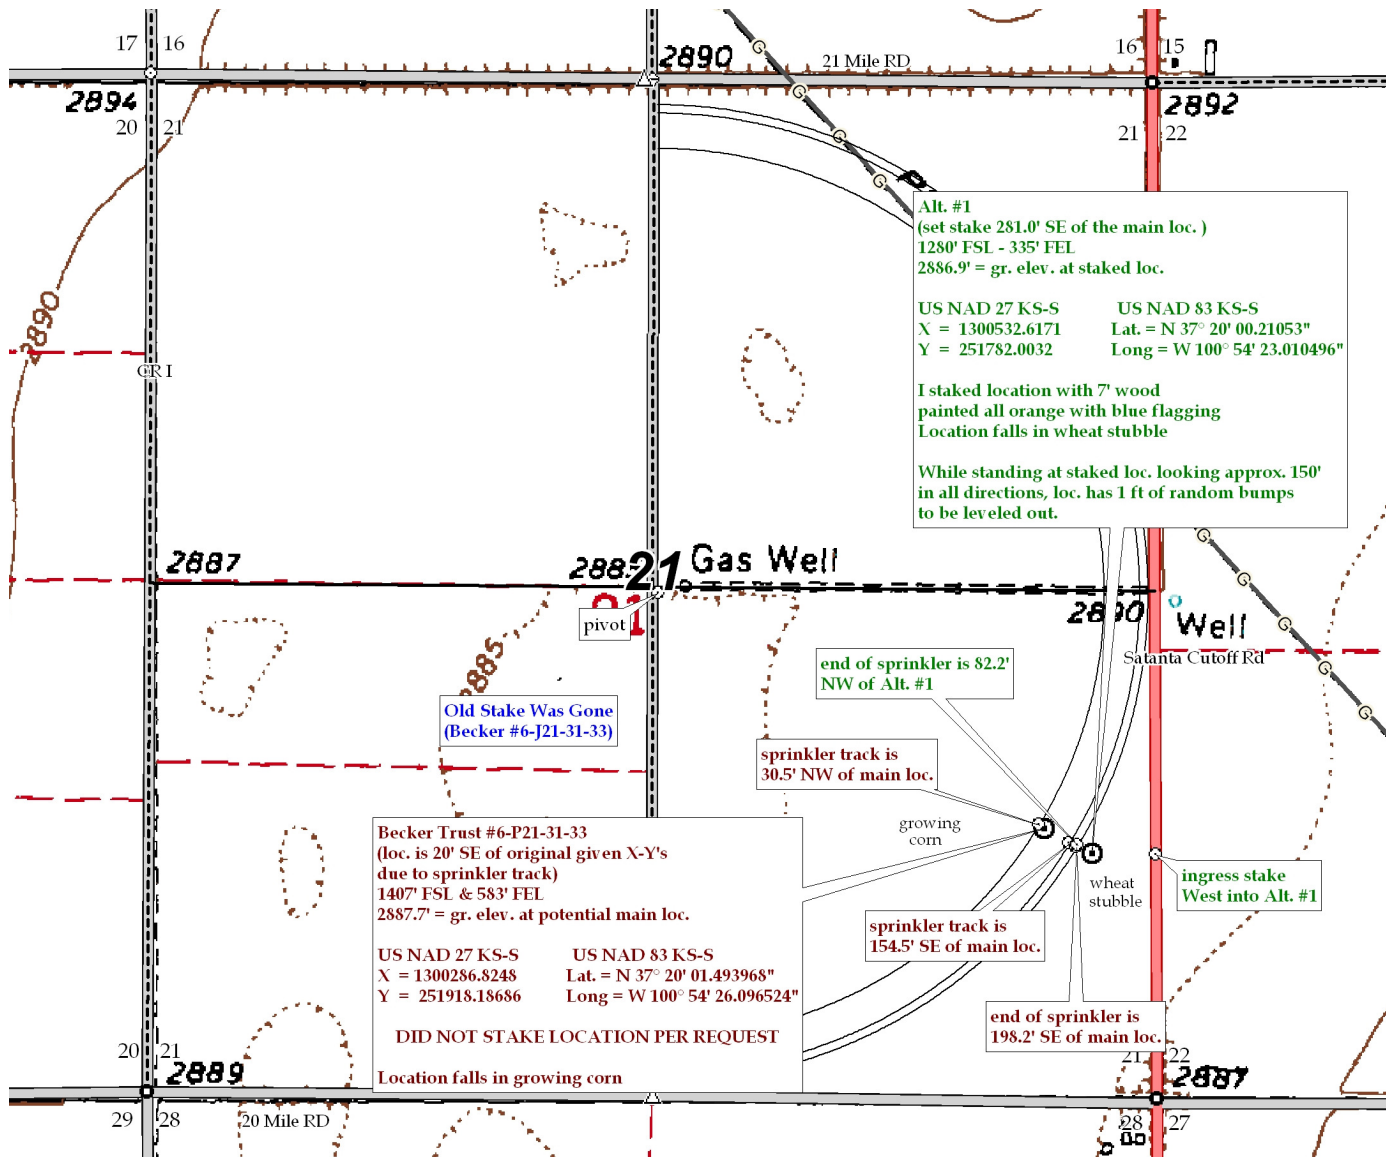 17 16
2890
21 Mile RD
16 15
2894
2892
20 21
21 22
Alt. #1
(set stake 281.0' SE of the main loc. )
1280' FSL - 335' FEL
2886.9' = gr. elev. at staked loc.
US NAD 27 KS-S US NAD 83 KS-S
X = 1300532.6171 Lat. = N 37° 20' 00.21053"
Y = 251782.0032 Long = W 100° 54' 23.010496"
I staked location with 7' wood
painted all orange with blue flagging
Location falls in wheat stubble
While standing at staked loc. looking approx. 150'
in all directions, loc. has 1 ft of random bumps
to be leveled out.
2890
CR I
2887
21
Gas Well
2890
Well
pivot
Satanta Cutoff Rd
2885
end of sprinkler is 82.2'
NW of Alt. #1
Old Stake Was Gone
(Becker #6-J21-31-33)
sprinkler track is
30.5' NW of main loc.
growing
corn
Becker Trust #6-P21-31-33
(loc. is 20' SE of original given X-Y's
due to sprinkler track)
1407' FSL & 583' FEL
2887.7' = gr. elev. at potential main loc.
US NAD 27 KS-S US NAD 83 KS-S
X = 1300286.8248 Lat. = N 37° 20' 01.493968"
Y = 251918.18686 Long = W 100° 54' 26.096524"
DID NOT STAKE LOCATION PER REQUEST
Location falls in growing corn
wheat
stubble
ingress stake
West into Alt. #1
sprinkler track is
154.5' SE of main loc.
end of sprinkler is
198.2' SE of main loc.
20 21
21 22
2889
2887
29 28
20 Mile RD
28 27
G
G
G
G
G
G
G
G
G